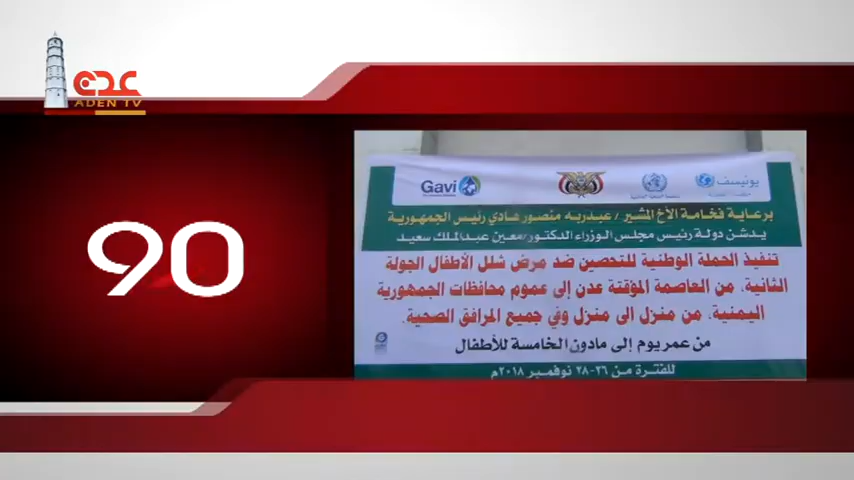 عدن
ADEN TV
90
Gavi
يونيسف
برعاية فخامة الأخ المشير / عبدربه منصور هادي رئيس الجمهورية
يدشن دولة رئيس مجلس الوزراء الدكتور/معين عبدالملك سعيد
تنفيذ الحملة الوطنية للتحصين ضد مرض شلل الأطفال الجولة
الثانية، من العاصمة المؤقتة عدن إلى عموم محافظات الجمهورية
اليمنية، من منزل الى منزل وفي جميع المرافق الصحية،
من عمر يوم إلى مادون الخامسة للأطفال
للفترة من ٢٦-٢٨ نوفمبر ٢٠١٨م